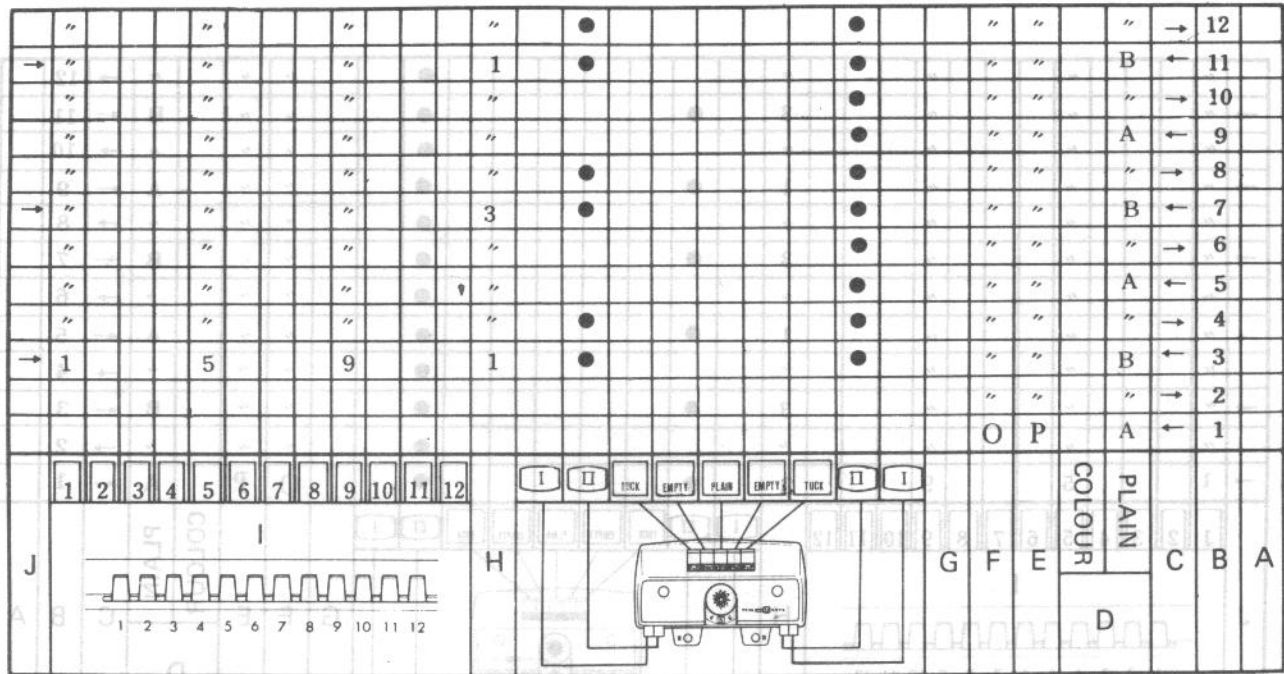 〃 〃 〃 ● ● 〃 〃 〃 → 12
→ 〃 〃 〃 1 ● ● 〃 〃 B ← 11
〃 〃 〃 〃 ● 〃 〃 〃 → 10
〃 〃 〃 〃 ● 〃 〃 A ← 9
〃 〃 〃 〃 ● ● 〃 〃 〃 → 8
→ 〃 〃 〃 3 ● ● 〃 〃 B ← 7
〃 〃 〃 〃 ● 〃 〃 〃 → 6
〃 〃 〃 〃 ● 〃 〃 A ← 5
〃 〃 〃 〃 ● ● 〃 〃 〃 → 4
→ 1 5 9 1 ● ● 〃 〃 B ← 3
〃 〃 〃 → 2
O P A ← 1
1 2 3 4 5 6 7 8 9 10 11 12 I II TUCK EMPTY PLAIN EMPTY TUCK II I
COLOR PLAIN
J I H G F E D C B A
1 2 3 4 5 6 7 8 9 10 11 12